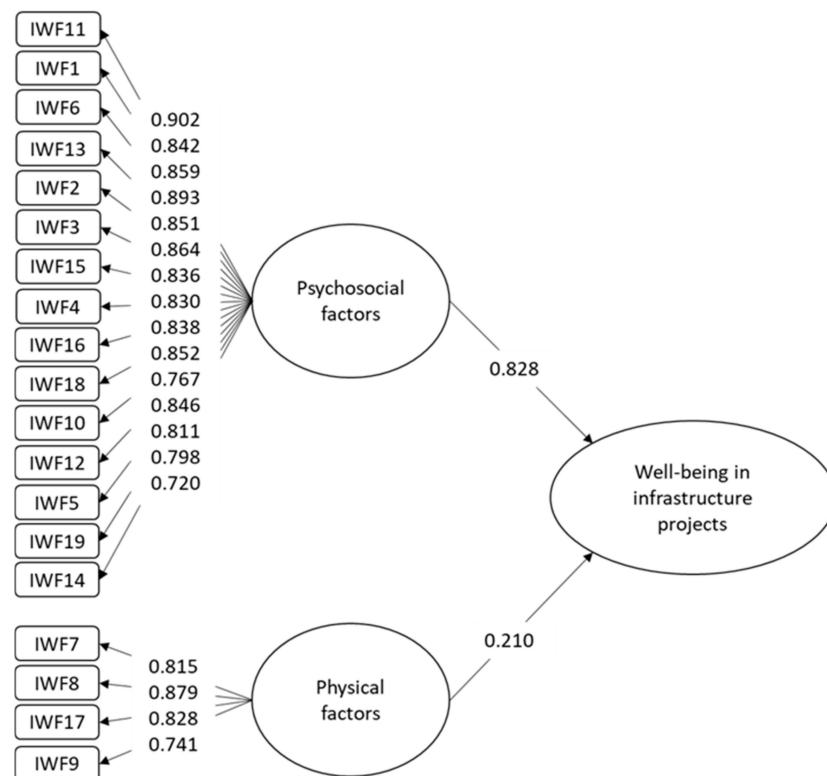 IWF11
IWF1
IWF6
IWF13
IWF2
IWF3
IWF15
IWF4
IWF16
IWF18
IWF10
IWF12
IWF5
IWF19
IWF14
0.902
0.842
0.859
0.893
0.851
0.864
0.836
0.830
0.838
0.852
0.767
0.846
0.811
0.798
0.720
Psychosocial
factors
0.828
Well-being in
infrastructure
projects
IWF7
IWF8
IWF17
IWF9
0.815
0.879
0.828
0.741
Physical
factors
0.210